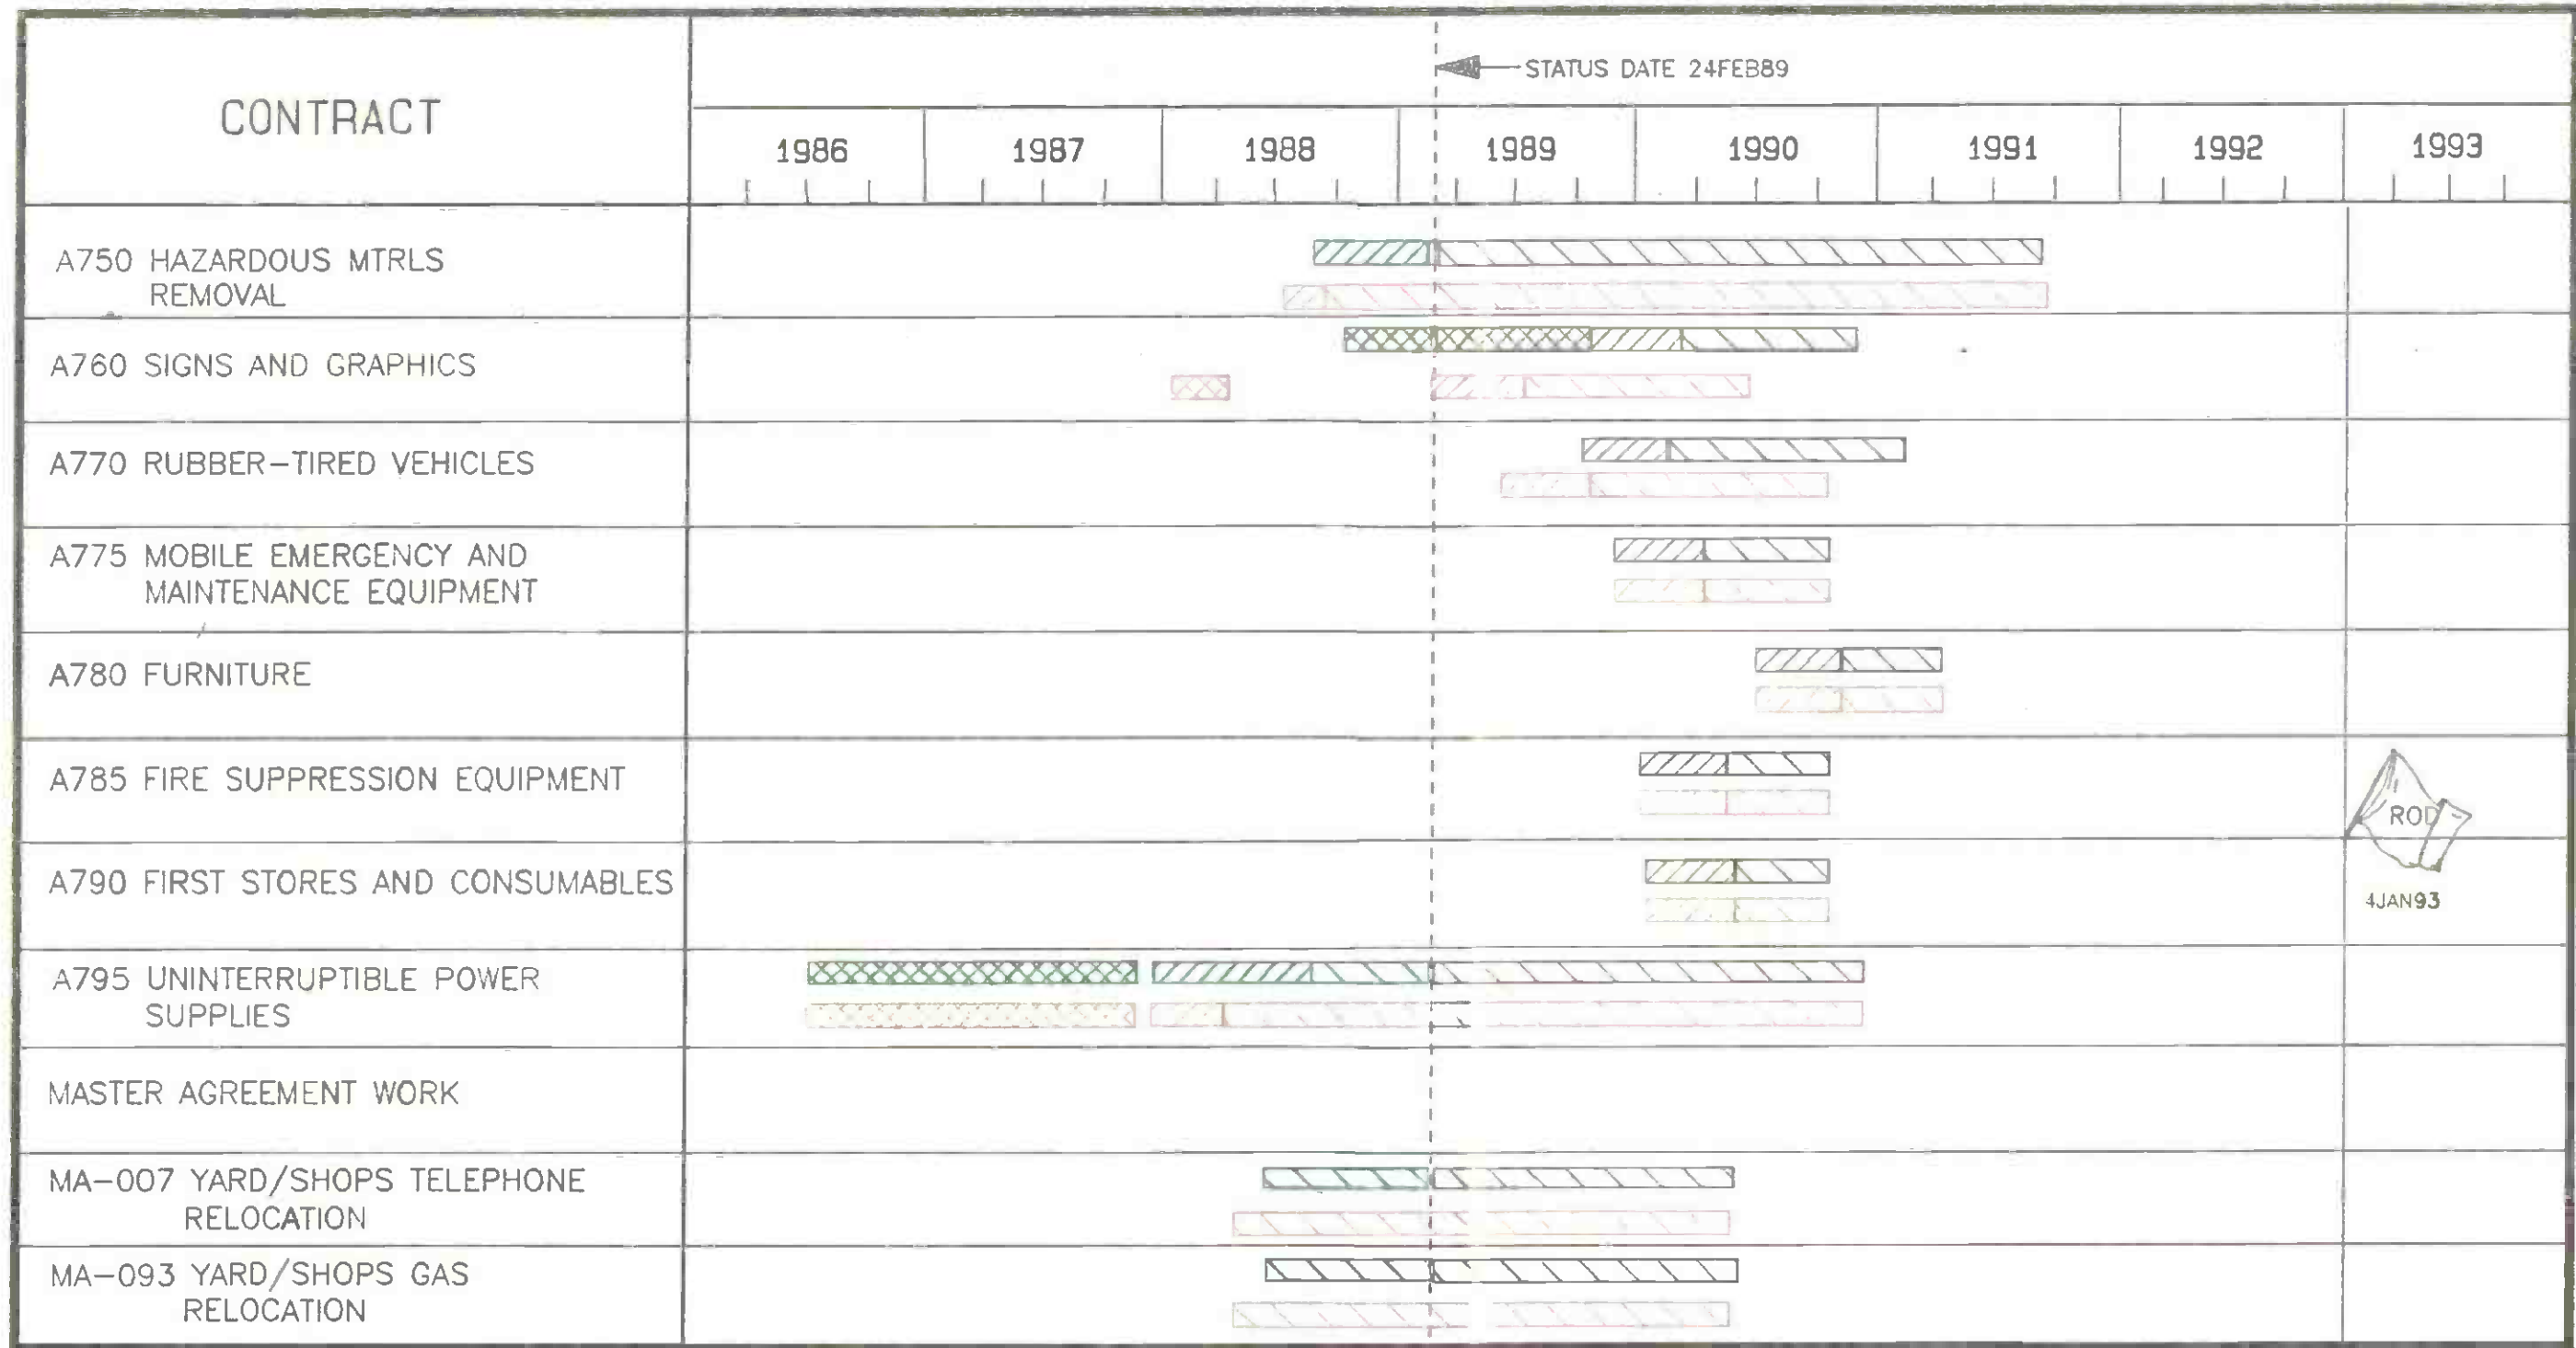 STATUS DATE 24FEB89
CONTRACT
1986 1987 1988 1989 1990 1991 1992 1993
A750 HAZARDOUS MTRLS
REMOVAL
A760 SIGNS AND GRAPHICS
A770 RUBBER-TIRED VEHICLES
A775 MOBILE EMERGENCY AND
MAINTENANCE EQUIPMENT
A780 FURNITURE
A785 FIRE SUPPRESSION EQUIPMENT
ROD
A790 FIRST STORES AND CONSUMABLES
4JAN93
A795 UNINTERRUPTIBLE POWER
SUPPLIES
MASTER AGREEMENT WORK
MA-007 YARD/SHOPS TELEPHONE
RELOCATION
MA-093 YARD/SHOPS GAS
RELOCATION